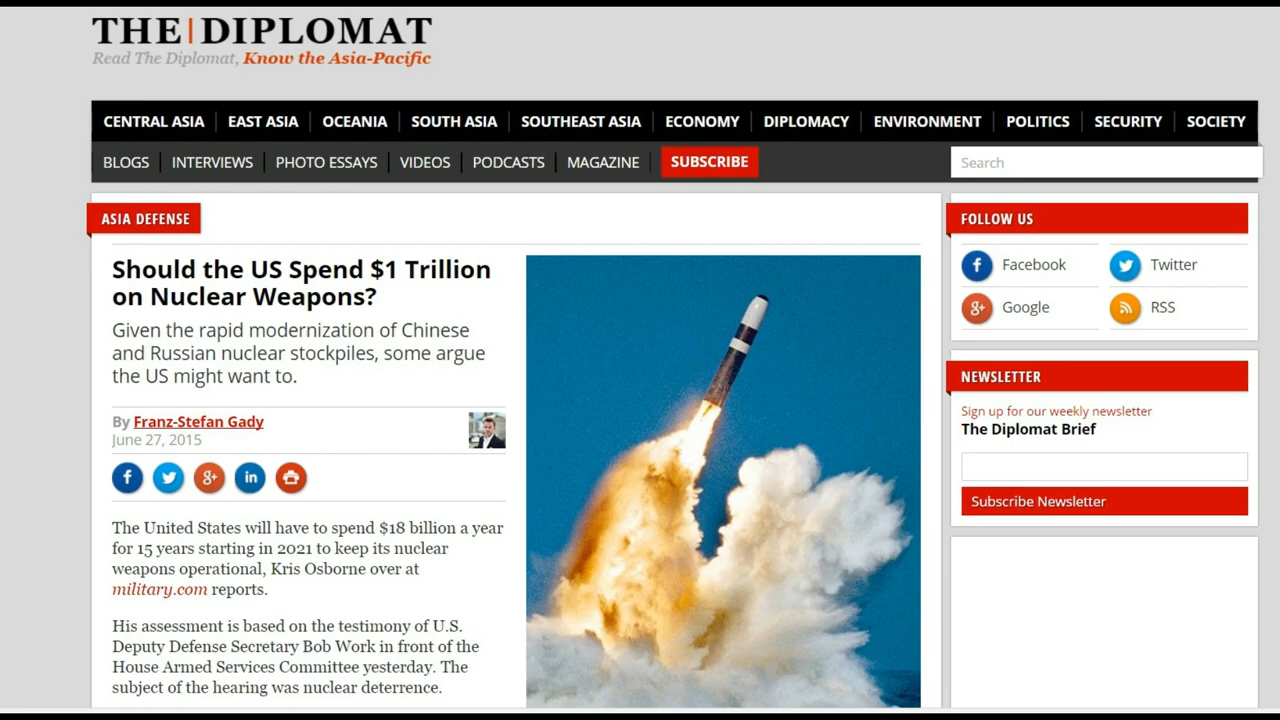 THE|DIPLOMAT
Read The Diplomat, Know the Asia-Pacific
CENTRAL ASIA EAST ASIA OCEANIA SOUTH ASIA SOUTHEAST ASIA ECONOMY DIPLOMACY ENVIRONMENT POLITICS SECURITY SOCIETY
BLOGS INTERVIEWS PHOTO ESSAYS VIDEOS PODCASTS MAGAZINE SUBSCRIBE Search
ASIA DEFENSE
Should the US Spend $1 Trillion
on Nuclear Weapons?
Given the rapid modernization of Chinese
and Russian nuclear stockpiles, some argue
the US might want to.
By Franz-Stefan Gady
June 27, 2015
f g+ in
The United States will have to spend $18 billion a year
for 15 years starting in 2021 to keep its nuclear
weapons operational, Kris Osborne over at
military.com reports.
His assessment is based on the testimony of U.S.
Deputy Defense Secretary Bob Work in front of the
House Armed Services Committee yesterday. The
subject of the hearing was nuclear deterrence.
FOLLOW US
f Facebook Twitter
g+ Google RSS
NEWSLETTER
Sign up for our weekly newsletter
The Diplomat Brief
Subscribe Newsletter